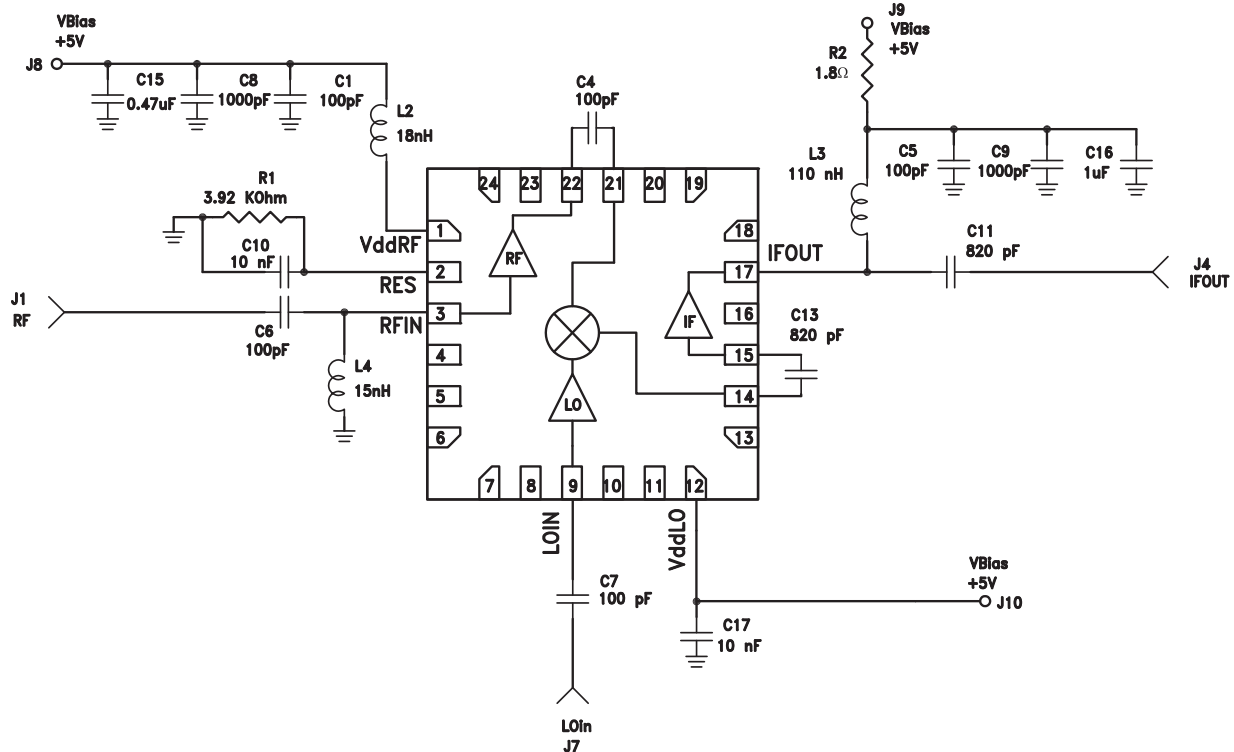 VBias
+5V
J8
C15
0.47uF
C8
1000pF
C1
100pF
L2
18nH
C4
100pF
J9
VBias
+5V
R2
1.8Ω
L3
110 nH
C5
100pF
C9
1000pF
C16
1uF
R1
3.92 KOhm
C10
10 nF
J1
RF
C6
100pF
L4
15nH
24
23
22
21
20
19
1
2
3
4
5
6
VddRF
RES
RFIN
RF
IF
LO
18
17
16
15
14
13
IFOUT
C11
820 pF
J4
IFOUT
C13
820 pF
7
8
9
10
11
12
LOIN
VddLO
C7
100 pF
LOin
J7
C17
10 nF
VBias
+5V
J10